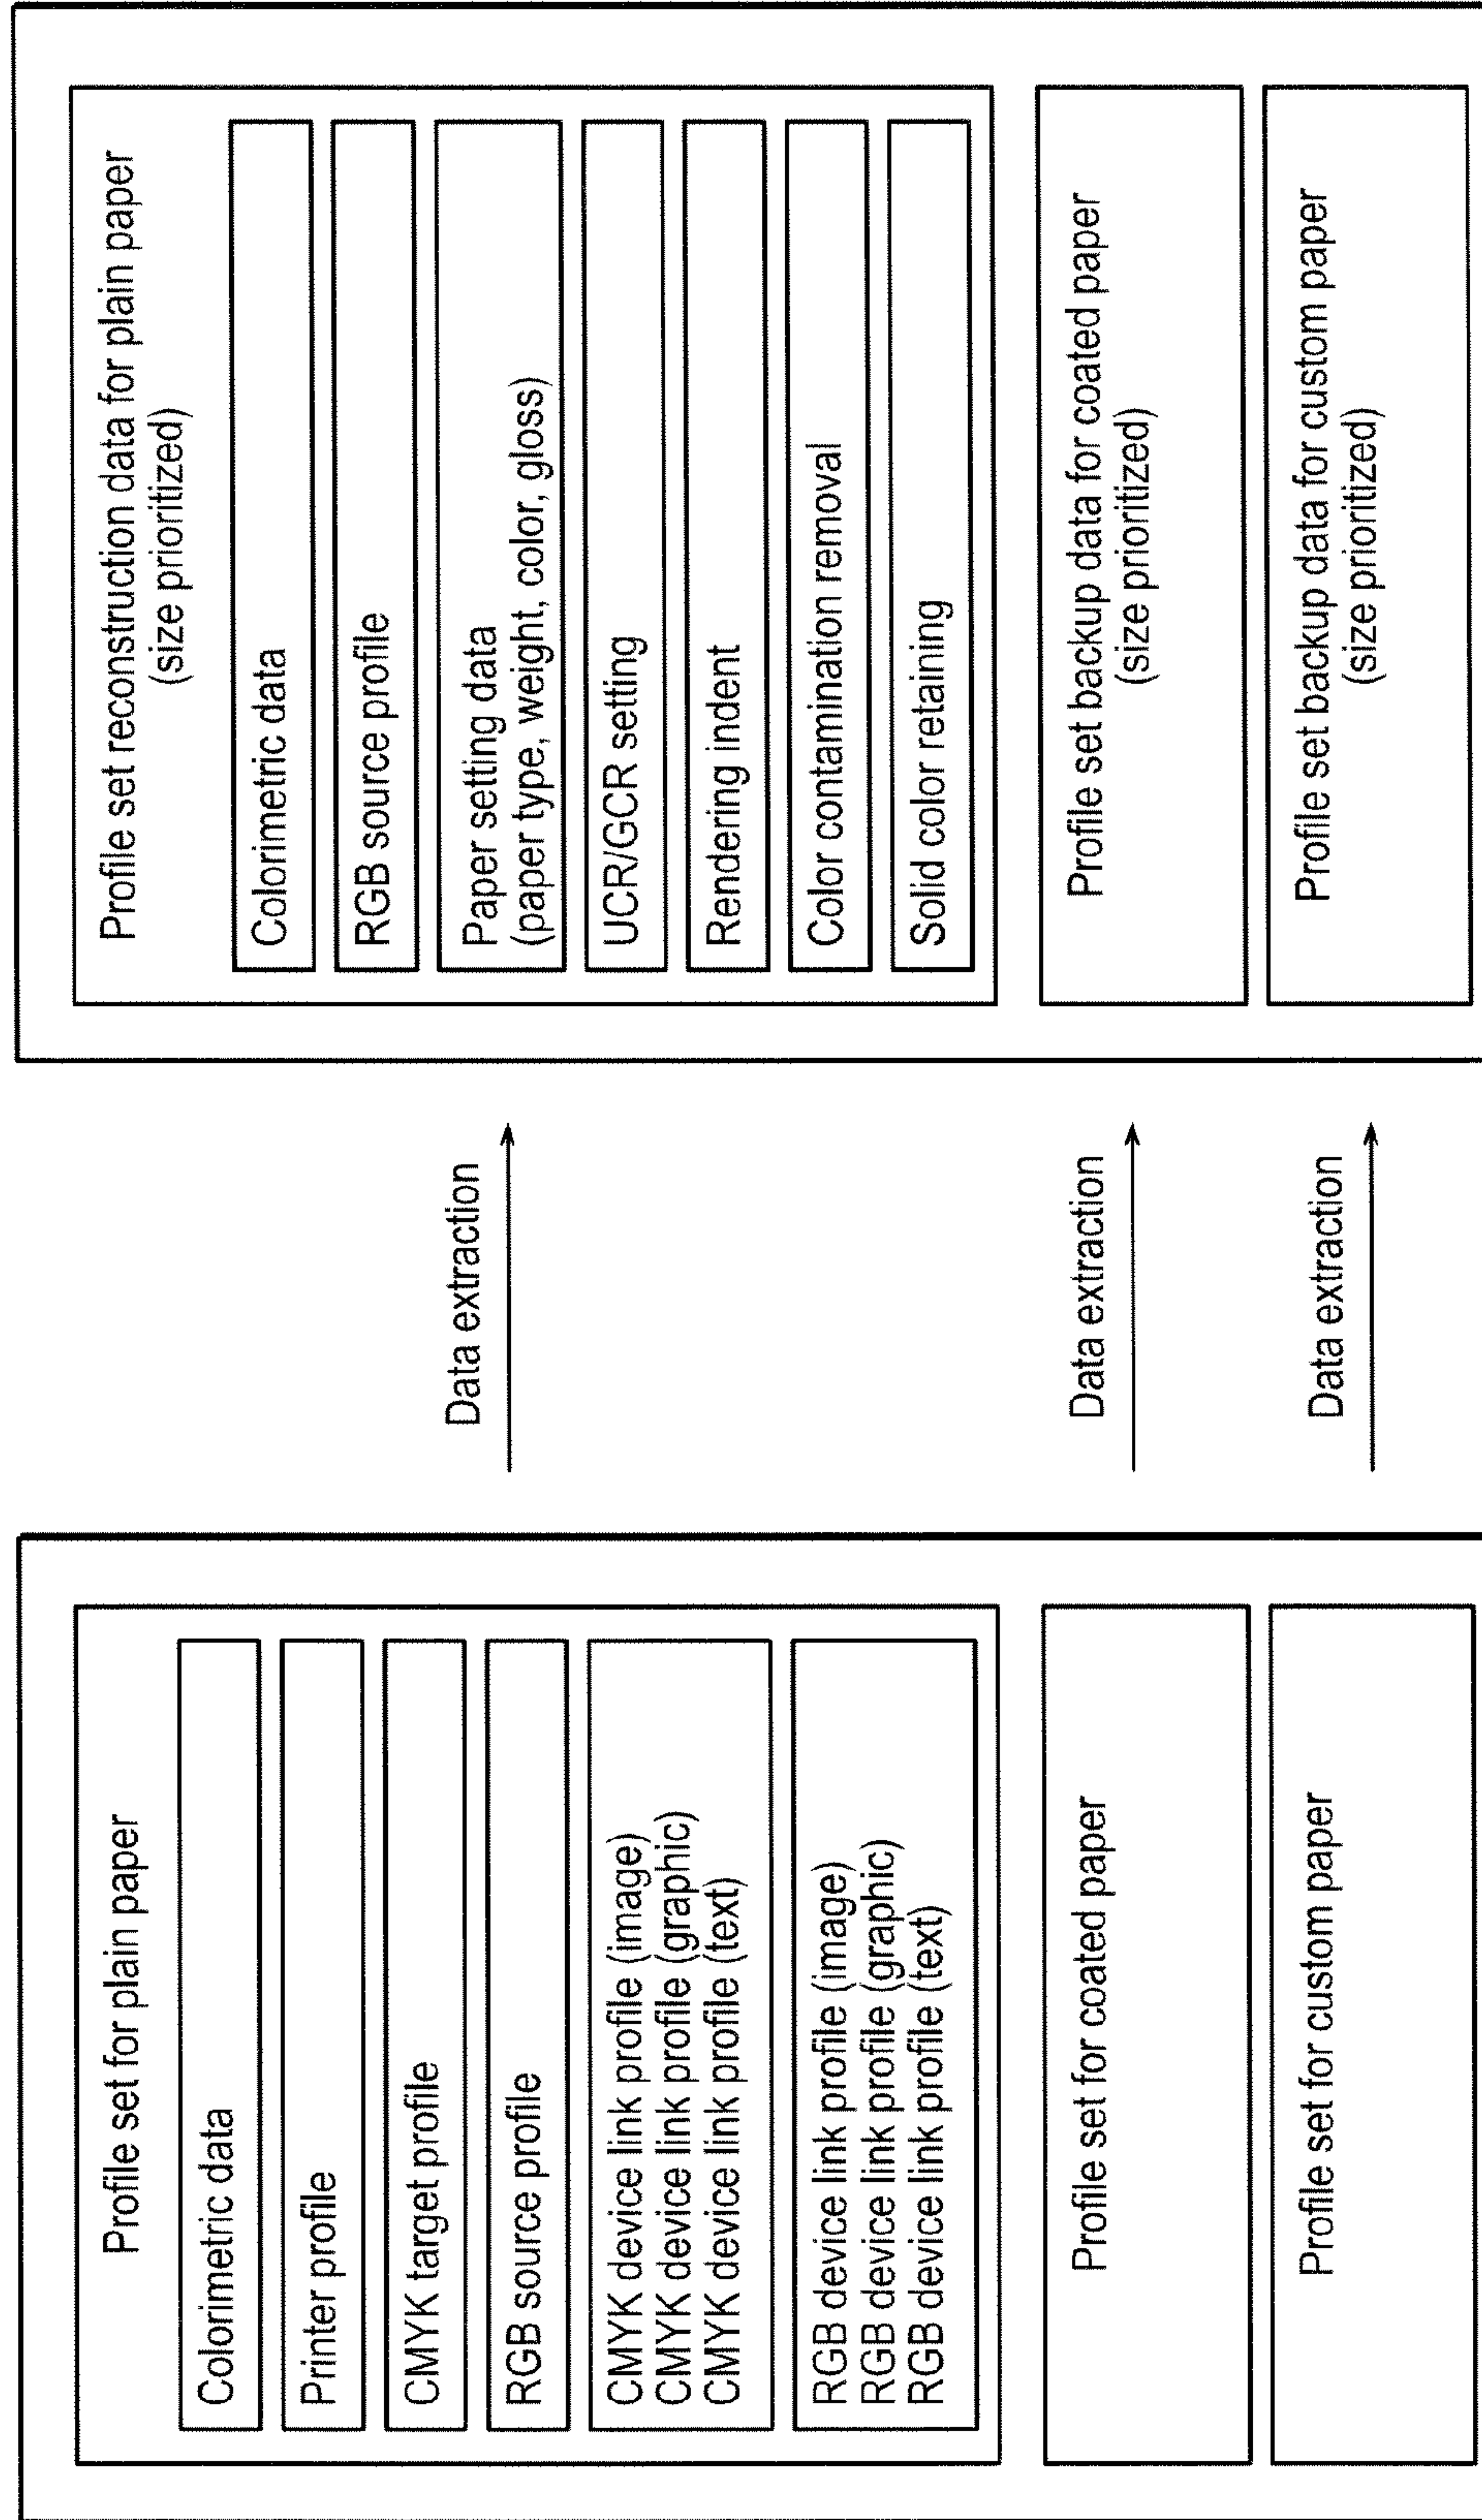 Profile set for plain paper
Colorimetric data
Printer profile
CMYK target profile
RGB source profile
CMYK device link profile (image)
CMYK device link profile (graphic)
CMYK device link profile (text)
RGB device link profile (image)
RGB device link profile (graphic)
RGB device link profile (text)
Profile set for coated paper
Profile set for custom paper
Data extraction
Data extraction
Data extraction
Profile set reconstruction data for plain paper
(size prioritized)
Colorimetric data
RGB source profile
Paper setting data
(paper type, weight, color, gloss)
UCR/GCR setting
Rendering indent
Color contamination removal
Solid color retaining
Profile set backup data for coated paper
(size prioritized)
Profile set backup data for custom paper
(size prioritized)